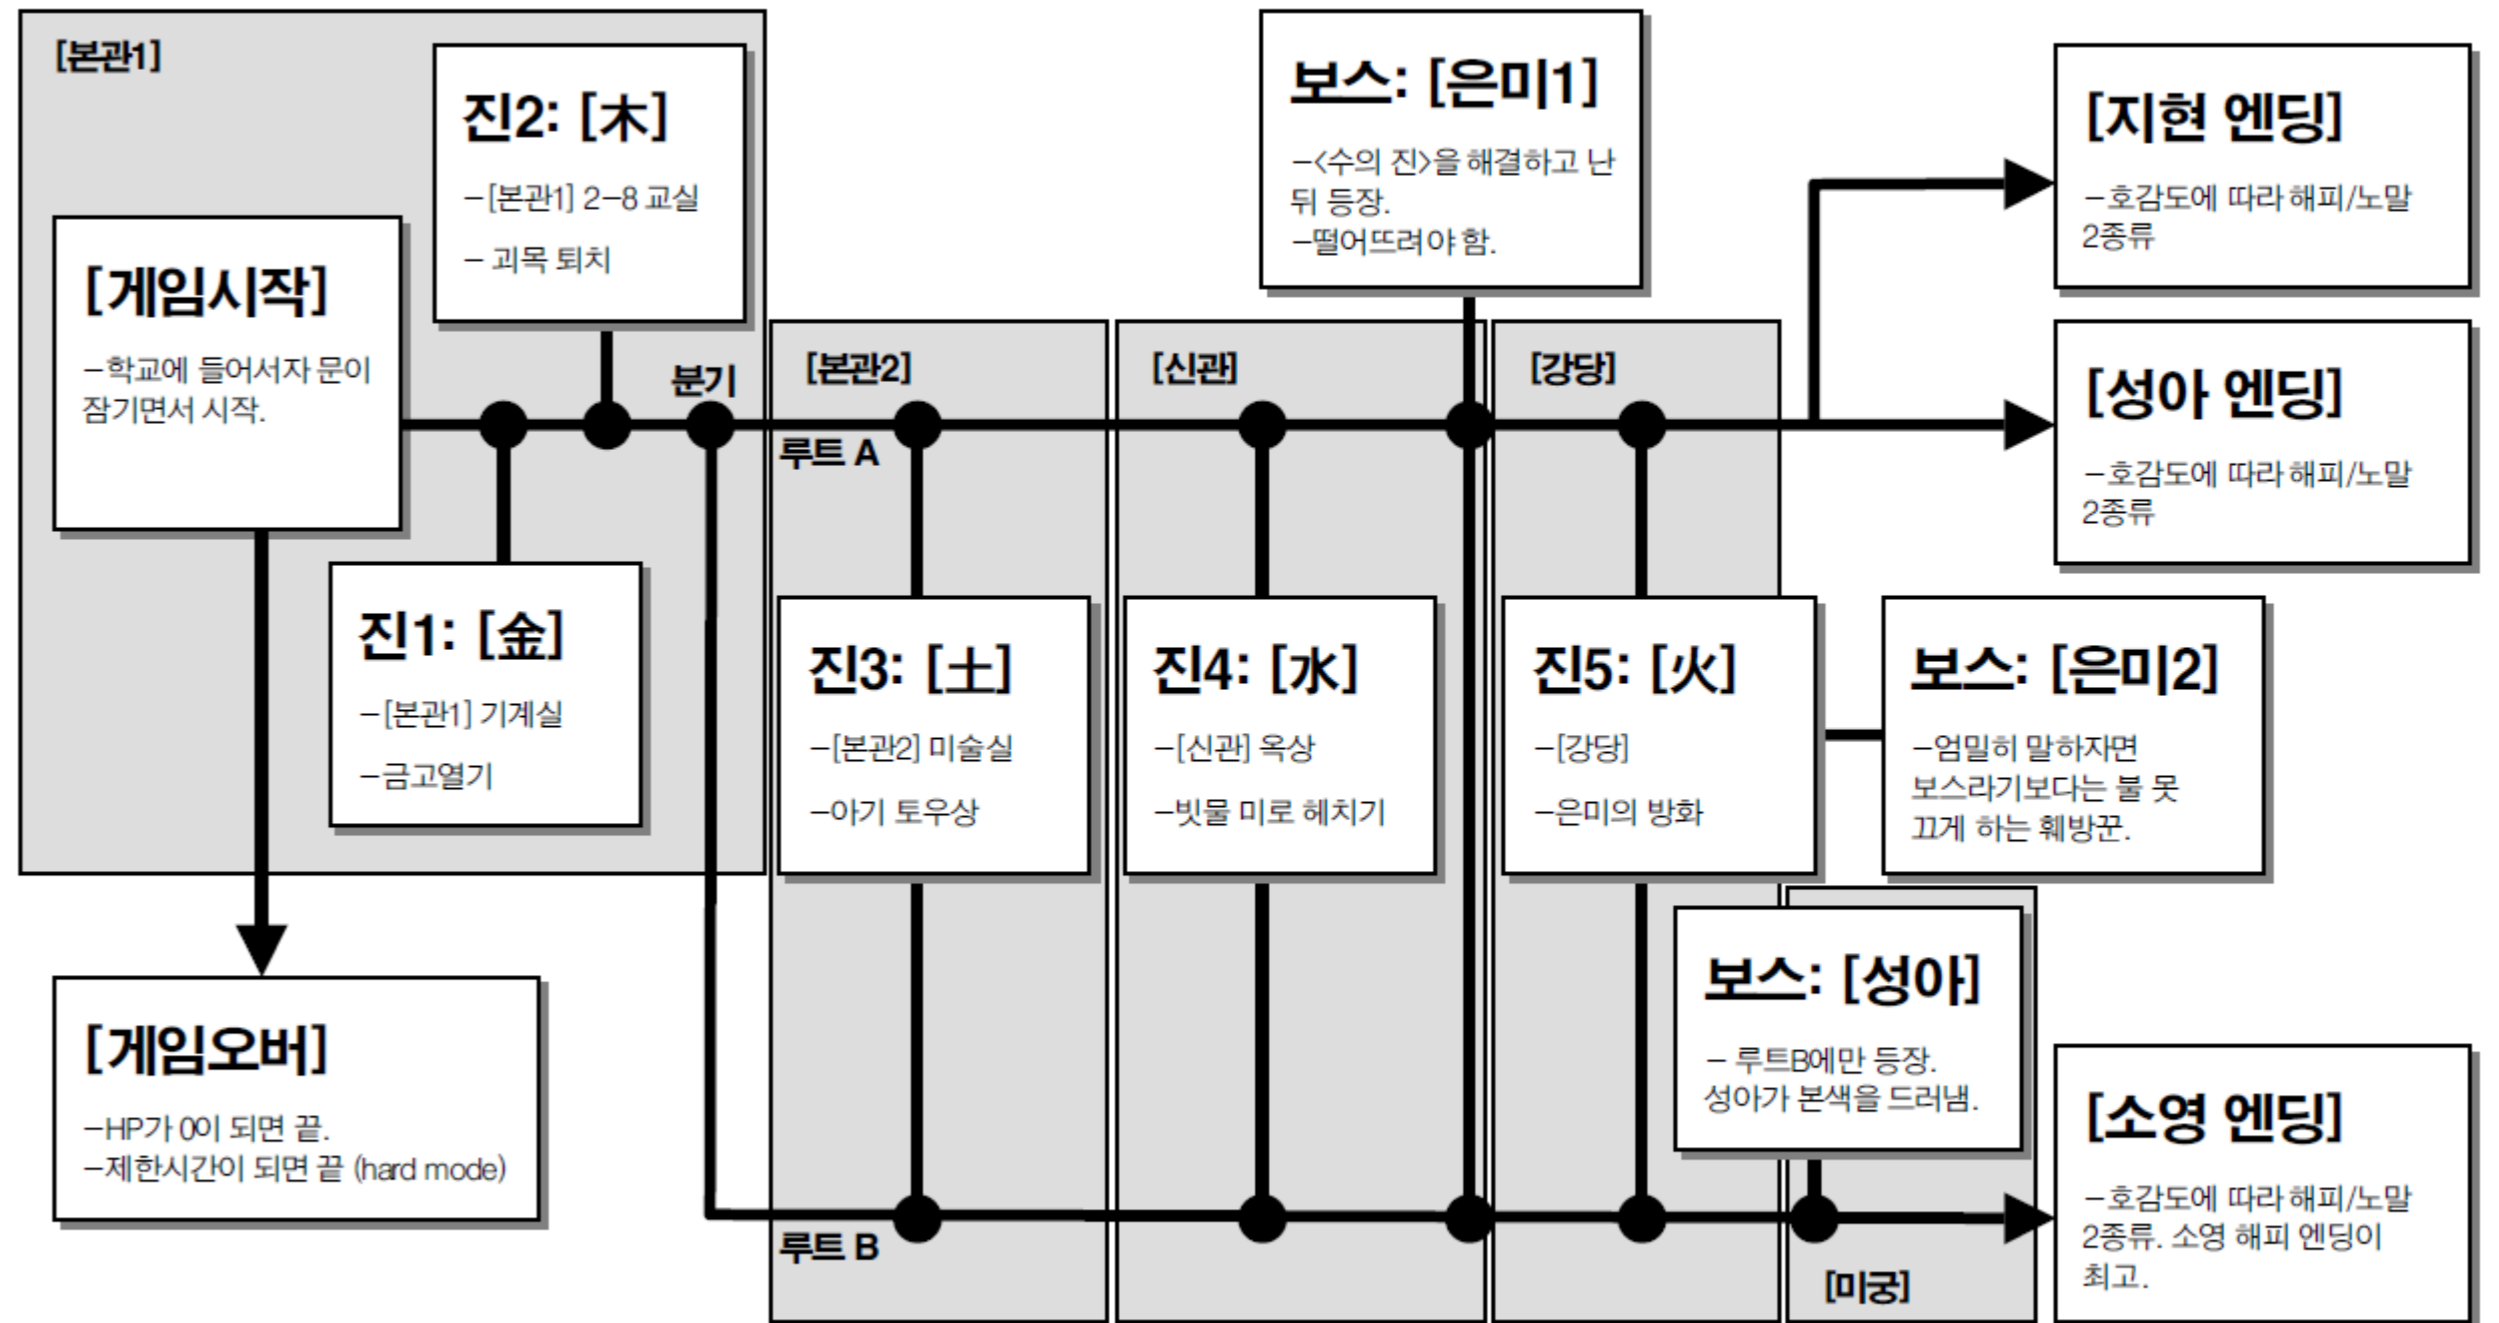 [본관1]
진2: [木]
–[본관1] 2–8 교실
– 괴목 퇴치
[게임시작]
–학교에 들어서자 문이
잠기면서 시작.
분기
진1: [金]
–[본관1] 기계실
–금고열기
[게임오버]
–HP가 0이 되면 끝.
–제한시간이 되면 끝 (hard mode)
[본관2]
루트 A
진3: [土]
–[본관2] 미술실
–아기 토우상
루트 B
보스: [은미1]
–<수의 진>을 해결하고 난
뒤 등장.
–떨어뜨려야 함.
[신관]
진4: [水]
–[신관] 옥상
–빗물 미로 헤치기
[강당]
진5: [火]
–[강당]
–은미의 방화
보스: [은미2]
–엄밀히 말하자면
보스라기보다는 불 못
끄게 하는 훼방꾼.
보스: [성아]
– 루트B에만 등장.
성아가 본색을 드러냄.
[미궁]
[지현 엔딩]
–호감도에 따라 해피/노말
2종류
[성아 엔딩]
–호감도에 따라 해피/노말
2종류
[소영 엔딩]
–호감도에 따라 해피/노말
2종류. 소영 해피 엔딩이
최고.